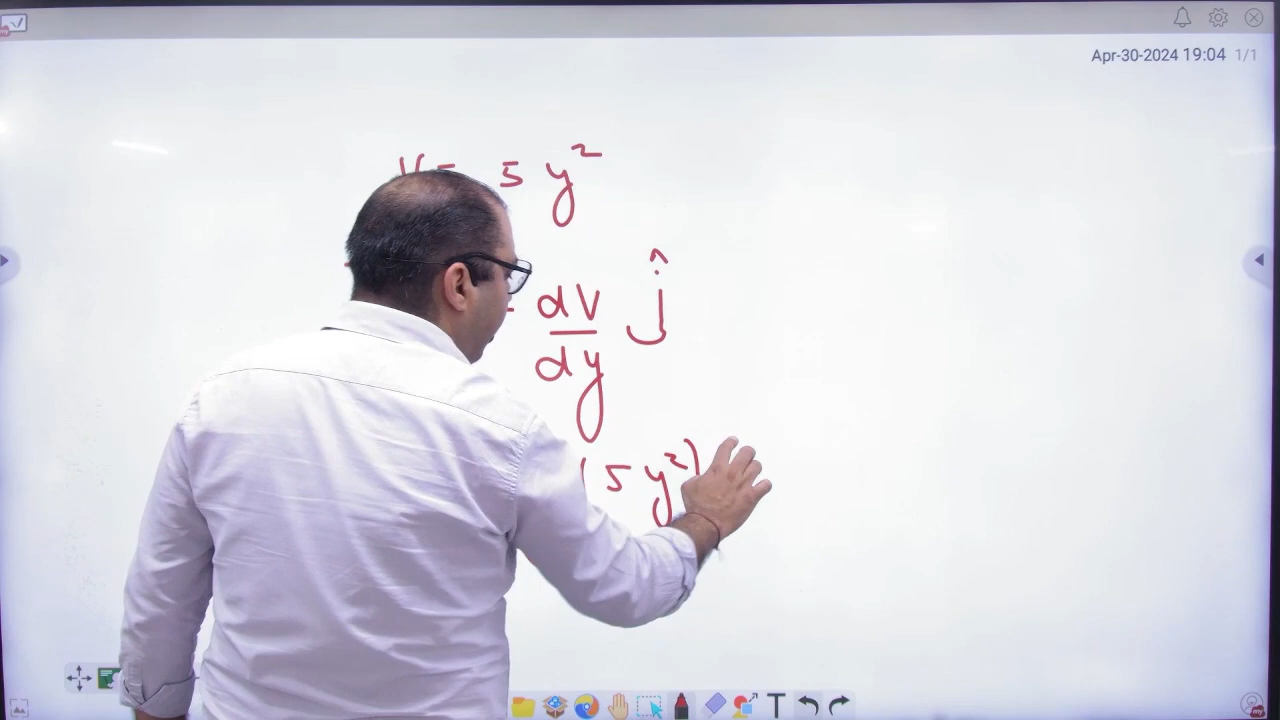 Apr-30-2024 19:04 1/1
V = 5 y²
- dV/dy ĵ
(5 y²)
T